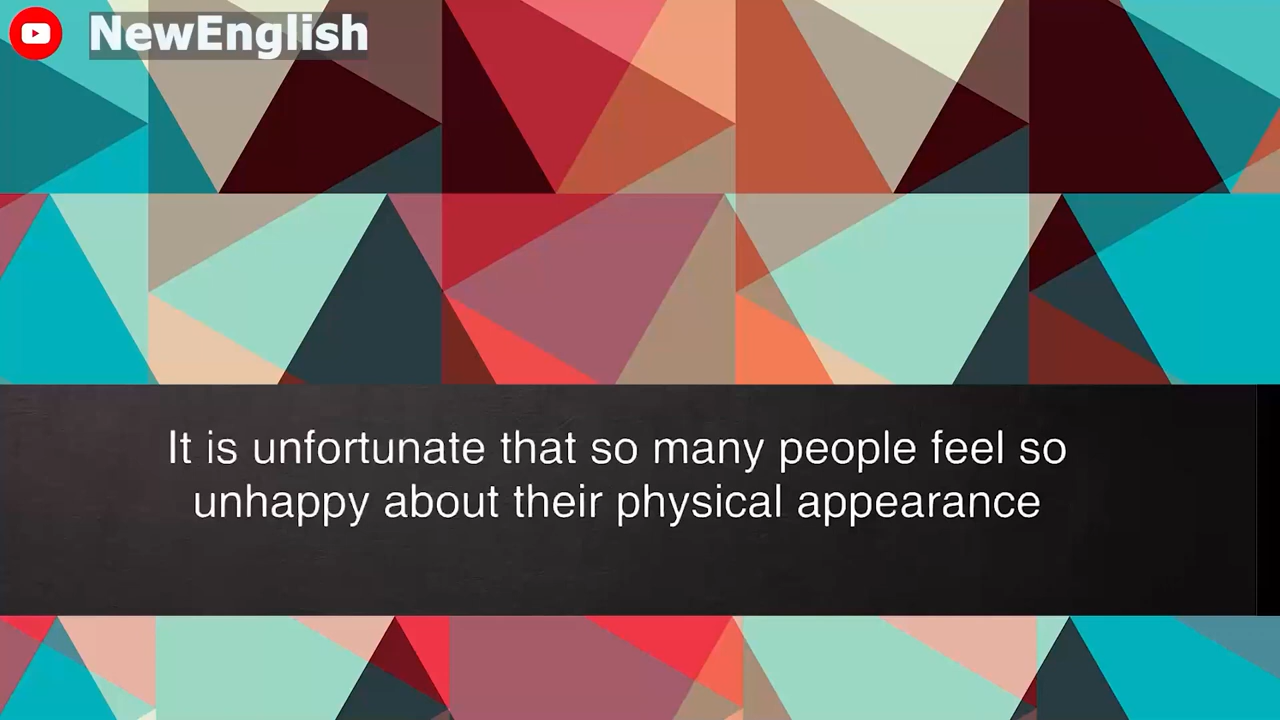 NewEnglish
It is unfortunate that so many people feel so
unhappy about their physical appearance